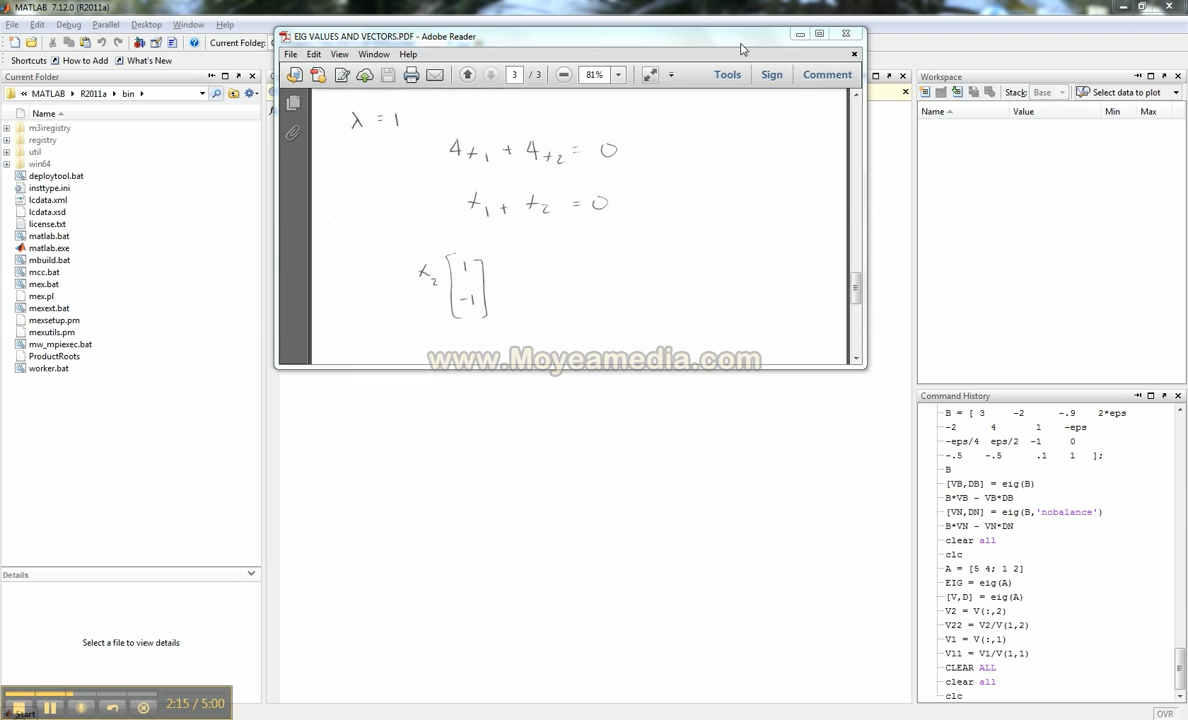 MATLAB 7.12.0 (R2011a)
File Edit Debug Parallel Desktop Window Help
Current Folder:
Shortcuts How to Add What's New
Current Folder
« MATLAB ▸ R2011a ▸ bin ▸
Name
m3iregistry
registry
util
win64
deploytool.bat
insttype.ini
lcdata.xml
lcdata.xsd
license.txt
matlab.bat
matlab.exe
mbuild.bat
mcc.bat
mex.bat
mex.pl
mexext.bat
mexsetup.pm
mexutils.pm
mw_mpiexec.bat
ProductRoots
worker.bat
Details
Select a file to view details
2:15 / 5:00
Start
EIG VALUES AND VECTORS.PDF - Adobe Reader
File Edit View Window Help
3 / 3 81% Tools Sign Comment
λ = 1
4x1 + 4x2 = 0
x1 + x2 = 0
x2 [1
-1]
www.Moyeamedia.com
Workspace
Stack: Base Select data to plot
Name Value Min Max
Command History
B = [ 3 -2 -.9 2*eps
-2 4 1 -eps
-eps/4 eps/2 -1 0
-.5 -.5 .1 1 ];
B
[VB,DB] = eig(B)
B*VB - VB*DB
[VN,DN] = eig(B,'nobalance')
B*VN - VN*DN
clear all
clc
A = [5 4; 1 2]
EIG = eig(A)
[V,D] = eig(A)
V2 = V(:,2)
V22 = V2/V(1,2)
V1 = V(:,1)
V11 = V1/V(1,1)
CLEAR ALL
clear all
clc
OVR